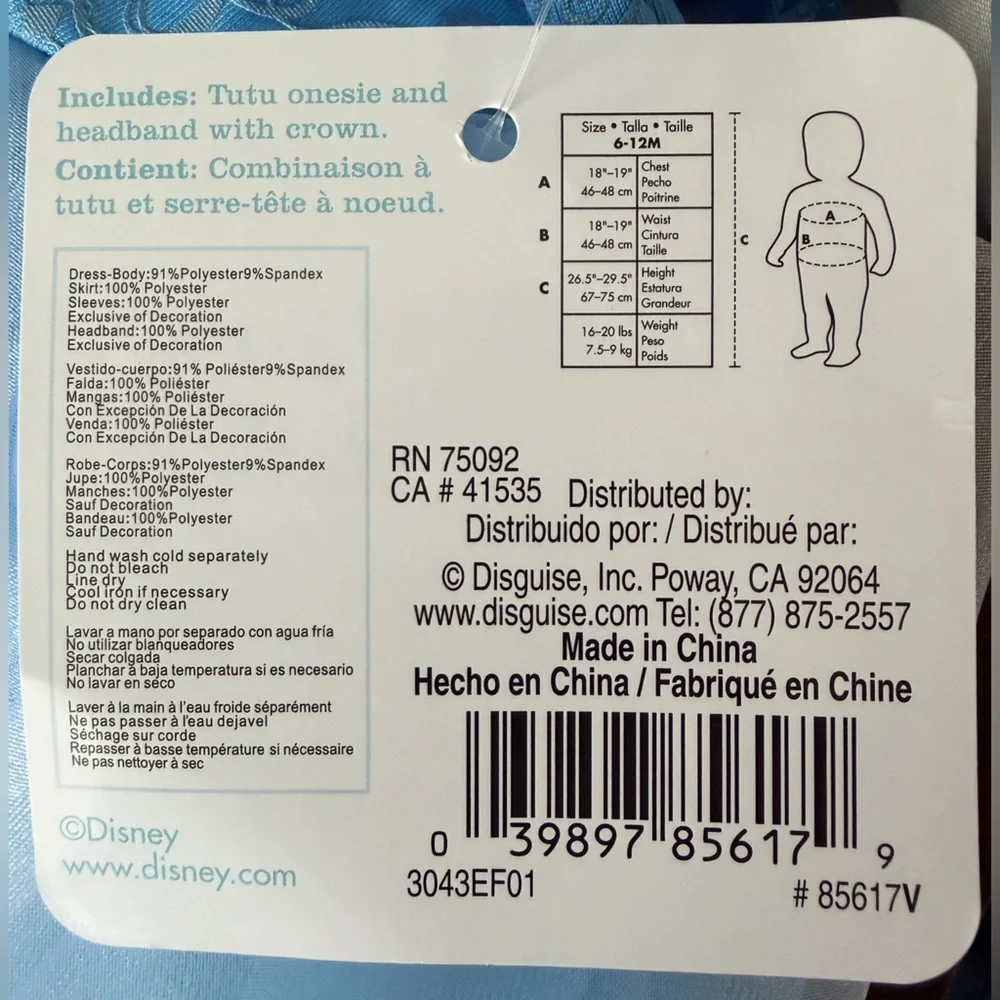 Includes: Tutu onesie and
headband with crown.
Contient: Combinaison à
tutu et serre-tête à noeud.
Dress-Body:91%Polyester9%Spandex
Skirt:100% Polyester
Sleeves:100% Polyester
Exclusive of Decoration
Headband:100% Polyester
Exclusive of Decoration
Vestido-cuerpo:91% Poliéster9%Spandex
Falda:100% Poliéster
Mangas:100% Poliéster
Con Excepción De La Decoración
Venda:100% Poliéster
Con Excepción De La Decoración
Robe-Corps:91%Polyester9%Spandex
Jupe:100%Polyester
Manches:100%Polyester
Sauf Decoration
Bandeau:100%Polyester
Sauf Decoration
Hand wash cold separately
Do not bleach
Line dry
Cool iron if necessary
Do not dry clean
Lavar a mano por separado con agua fría
No utilizar blanqueadores
Secar colgada
Planchar a baja temperatura si es necesario
No lavar en seco
Laver à la main à l'eau froide séparément
Ne pas passer à l'eau dejavel
Séchage sur corde
Repasser à basse température si nécessaire
Ne pas nettoyer à sec
©Disney
www.disney.com
Size • Talla • Taille
6-12M
A
18"–19"
46–48 cm
Chest
Pecho
Poitrine
B
18"–19"
46–48 cm
Waist
Cintura
Taille
C
26.5"–29.5"
67–75 cm
Height
Estatura
Grandeur
16–20 lbs
7.5–9 kg
Weight
Peso
Poids
C
A
B
RN 75092
CA # 41535 Distributed by:
Distribuido por: / Distribué par:
© Disguise, Inc. Poway, CA 92064
www.disguise.com Tel: (877) 875-2557
Made in China
Hecho en China / Fabriqué en Chine
0 39897 85617 9
3043EF01
# 85617V